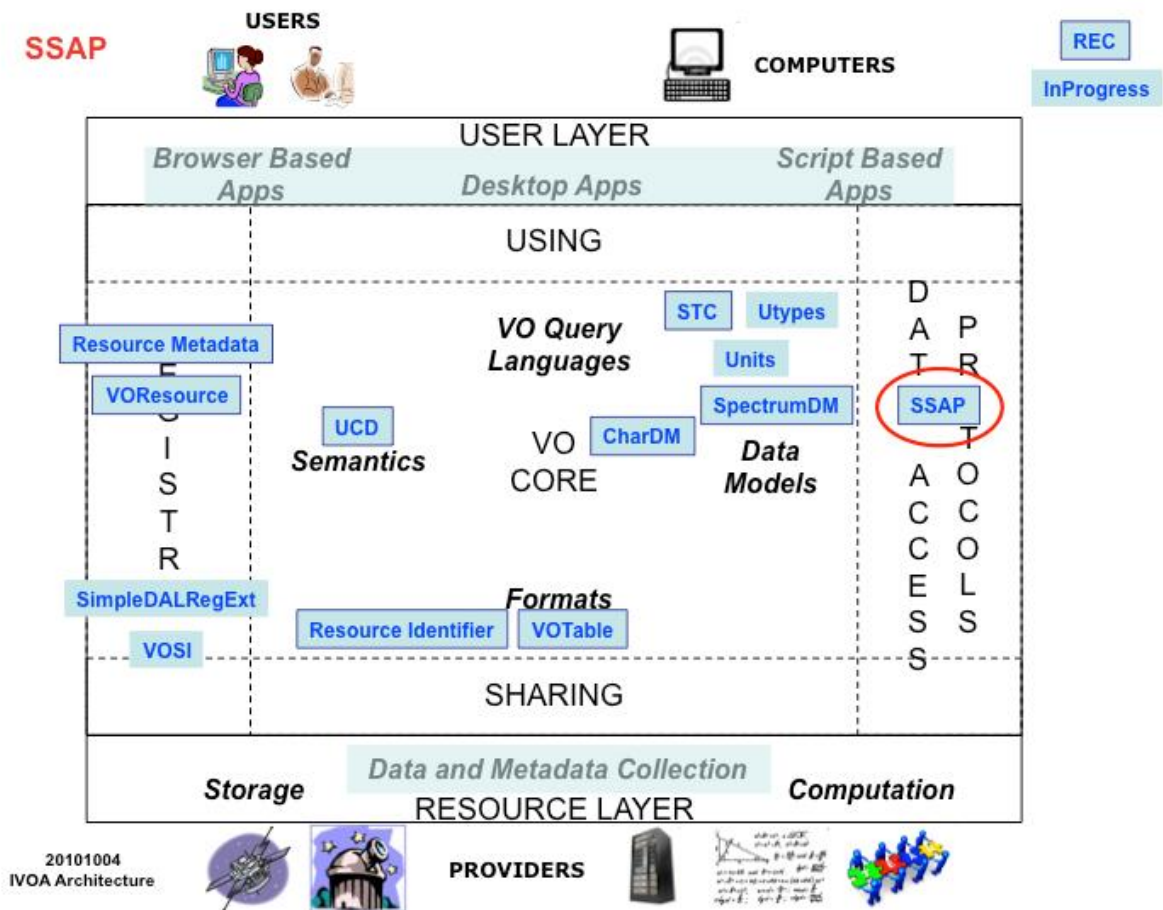 SSAP
USERS
COMPUTERS
REC
InProgress
USER LAYER
Browser Based
Apps
Desktop Apps
Script Based
Apps
USING
STC
Utypes
VO Query
Languages
Units
Resource Metadata
VOResource
SpectrumDM
SSAP
UCD
Semantics
VO
CORE
CharDM
Data
Models
E
G
I
S
T
R
D
A
T
A
C
C
E
S
S
P
R
T
O
C
O
L
S
SimpleDALRegExt
VOSI
Formats
Resource Identifier
VOTable
SHARING
Data and Metadata Collection
Storage
Computation
RESOURCE LAYER
20101004
IVOA Architecture
PROVIDERS